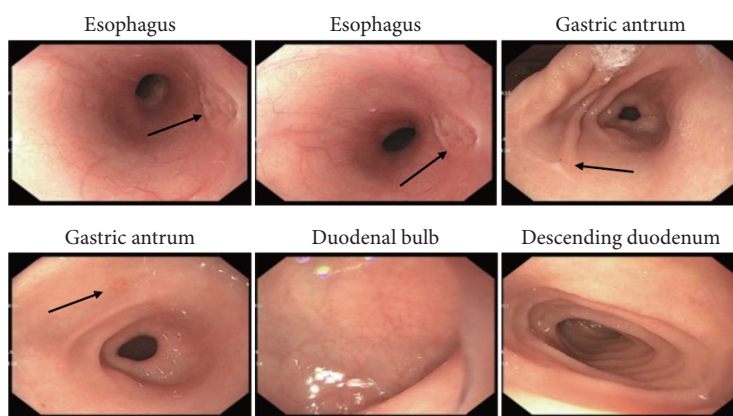 Esophagus
Esophagus
Gastric antrum
Gastric antrum
Duodenal bulb
Descending duodenum